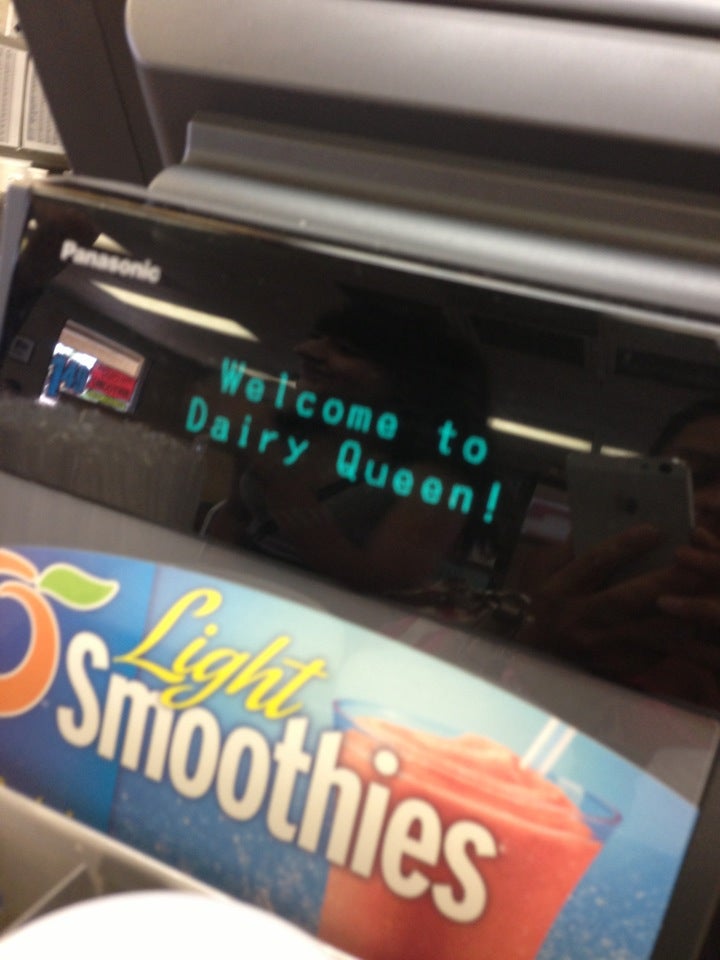 Panasonic
Welcome to
Dairy Queen!
Light
Smoothies